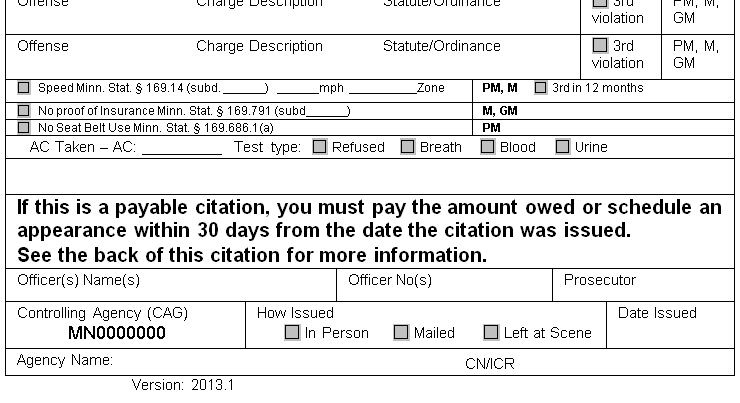 Offense Charge Description Statute/Ordinance 3rd violation PM, M, GM
Offense Charge Description Statute/Ordinance 3rd violation PM, M, GM
Speed Minn. Stat. § 169.14 (subd. ______) ______mph __________Zone PM, M 3rd in 12 months
No proof of Insurance Minn. Stat. § 169.791 (subd______) M, GM
No Seat Belt Use Minn. Stat. § 169.686.1(a) PM
AC Taken – AC: __________ Test type: Refused Breath Blood Urine
If this is a payable citation, you must pay the amount owed or schedule an
appearance within 30 days from the date the citation was issued.
See the back of this citation for more information.
Officer(s) Name(s) Officer No(s) Prosecutor
Controlling Agency (CAG) How Issued Date Issued
MN0000000 In Person Mailed Left at Scene
Agency Name: CN/ICR
Version: 2013.1